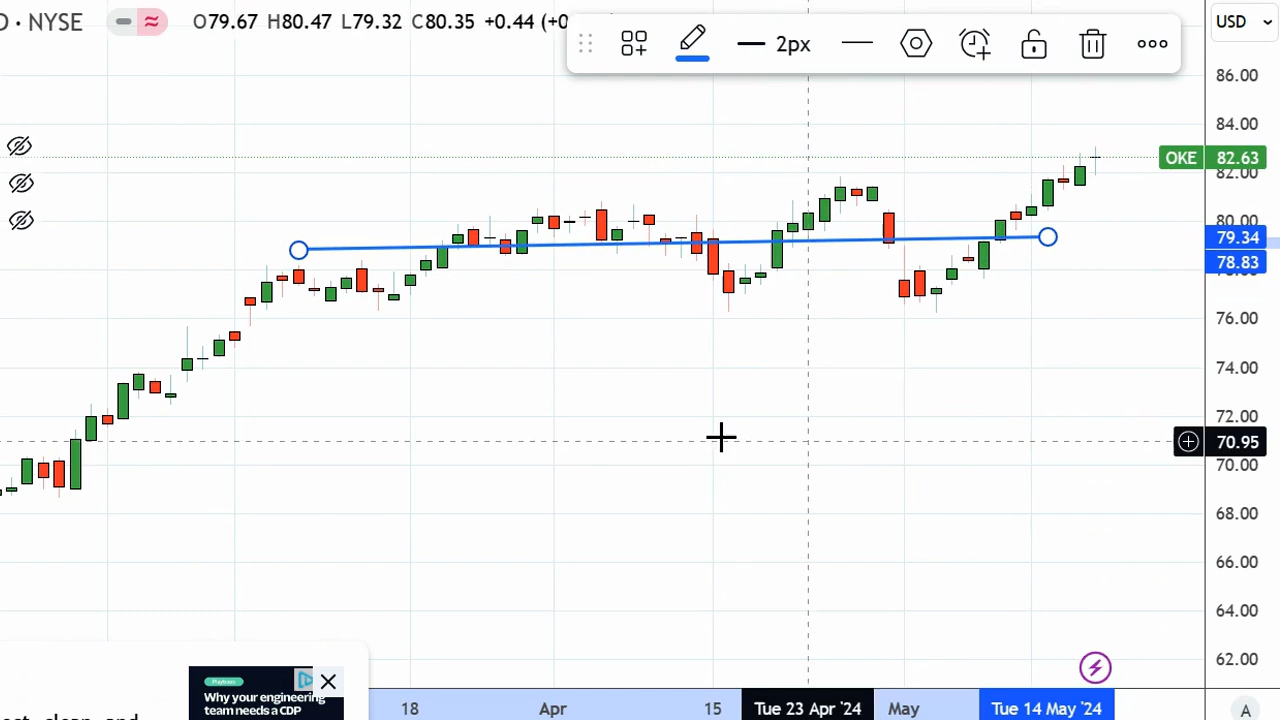 · NYSE O79.67 H80.47 L79.32 C80.35 +0.44 (+0
2px
USD
86.00
84.00
OKE 82.63
82.00
80.00
79.34
78.83
76.00
74.00
72.00
70.95
70.00
68.00
66.00
64.00
62.00
Playbook
Why your engineering
team needs a CDP
18 Apr 15 Tue 23 Apr '24 May Tue 14 May '24 A